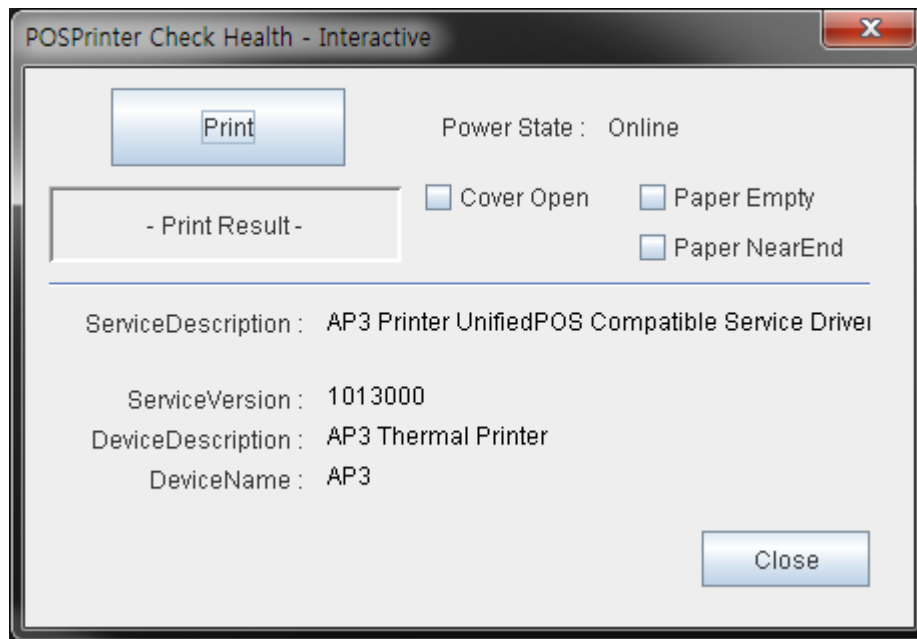 POSPrinter Check Health - Interactive
Print
Power State : Online
- Print Result -
Cover Open
Paper Empty
Paper NearEnd
ServiceDescription : AP3 Printer UnifiedPOS Compatible Service Driver
ServiceVersion : 1013000
DeviceDescription : AP3 Thermal Printer
DeviceName : AP3
Close